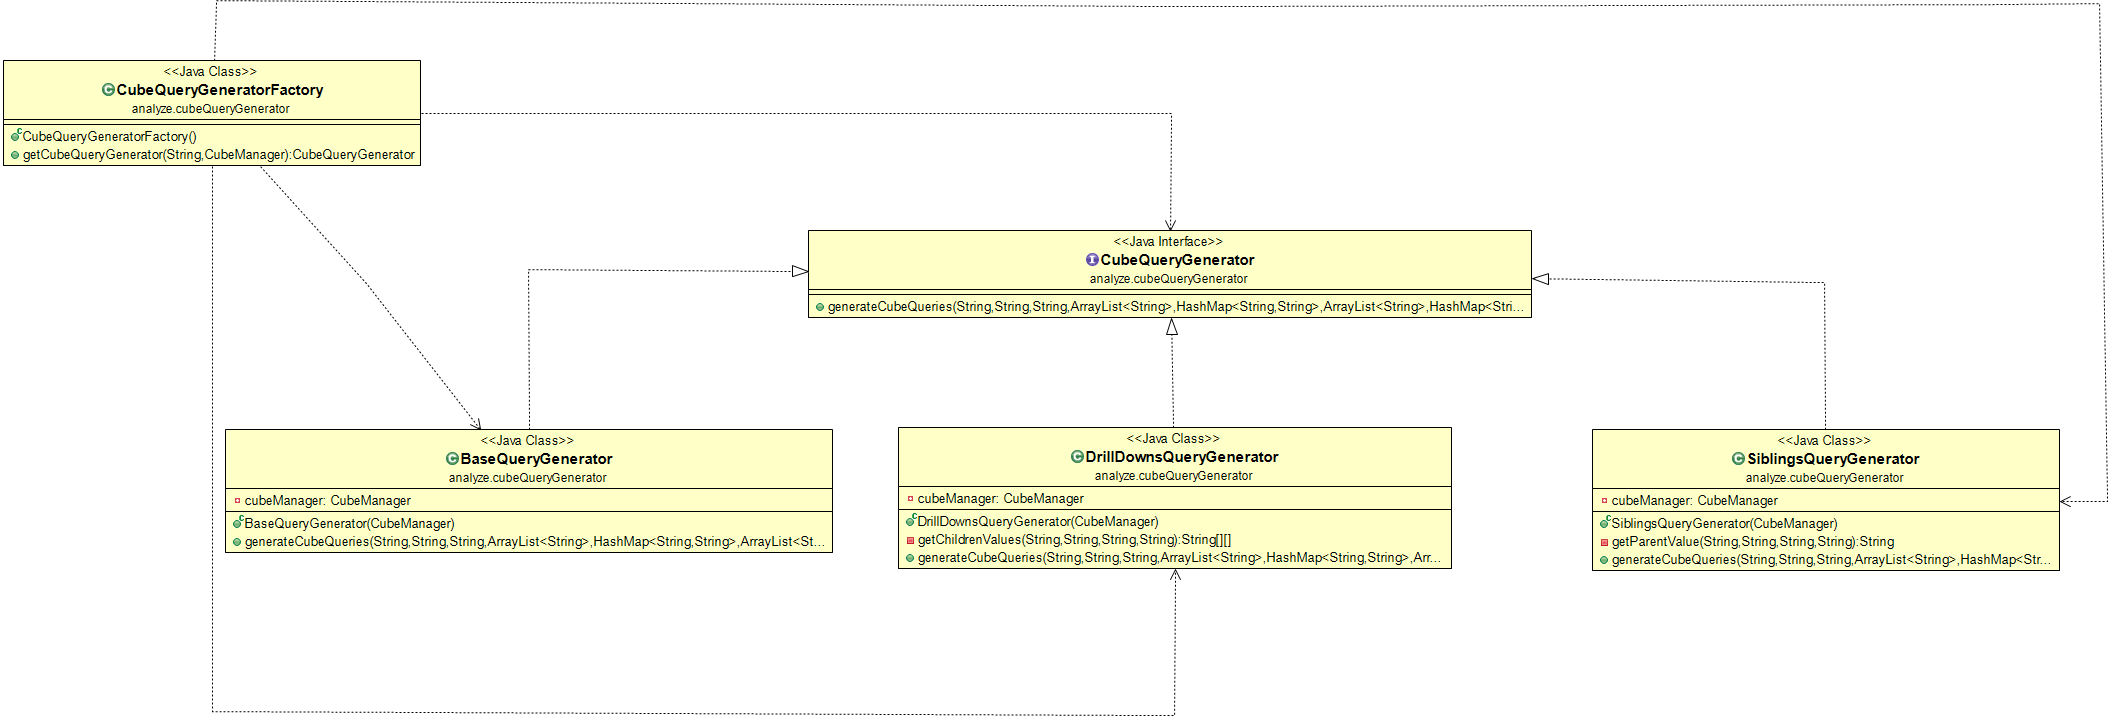 <<Java Class>>
CubeQueryGeneratorFactory
analyze.cubeQueryGenerator
CubeQueryGeneratorFactory()
getCubeQueryGenerator(String,CubeManager):CubeQueryGenerator
<<Java Interface>>
CubeQueryGenerator
analyze.cubeQueryGenerator
generateCubeQueries(String,String,String,ArrayList<String>,HashMap<String,String>,ArrayList<String>,HashMap<Stri...
<<Java Class>>
BaseQueryGenerator
analyze.cubeQueryGenerator
cubeManager: CubeManager
BaseQueryGenerator(CubeManager)
generateCubeQueries(String,String,String,ArrayList<String>,HashMap<String,String>,ArrayList<St...
<<Java Class>>
DrillDownsQueryGenerator
analyze.cubeQueryGenerator
cubeManager: CubeManager
DrillDownsQueryGenerator(CubeManager)
getChildrenValues(String,String,String,String):String[][]
generateCubeQueries(String,String,String,ArrayList<String>,HashMap<String,String>,Arr...
<<Java Class>>
SiblingsQueryGenerator
analyze.cubeQueryGenerator
cubeManager: CubeManager
SiblingsQueryGenerator(CubeManager)
getParentValue(String,String,String,String):String
generateCubeQueries(String,String,String,ArrayList<String>,HashMap<Str...